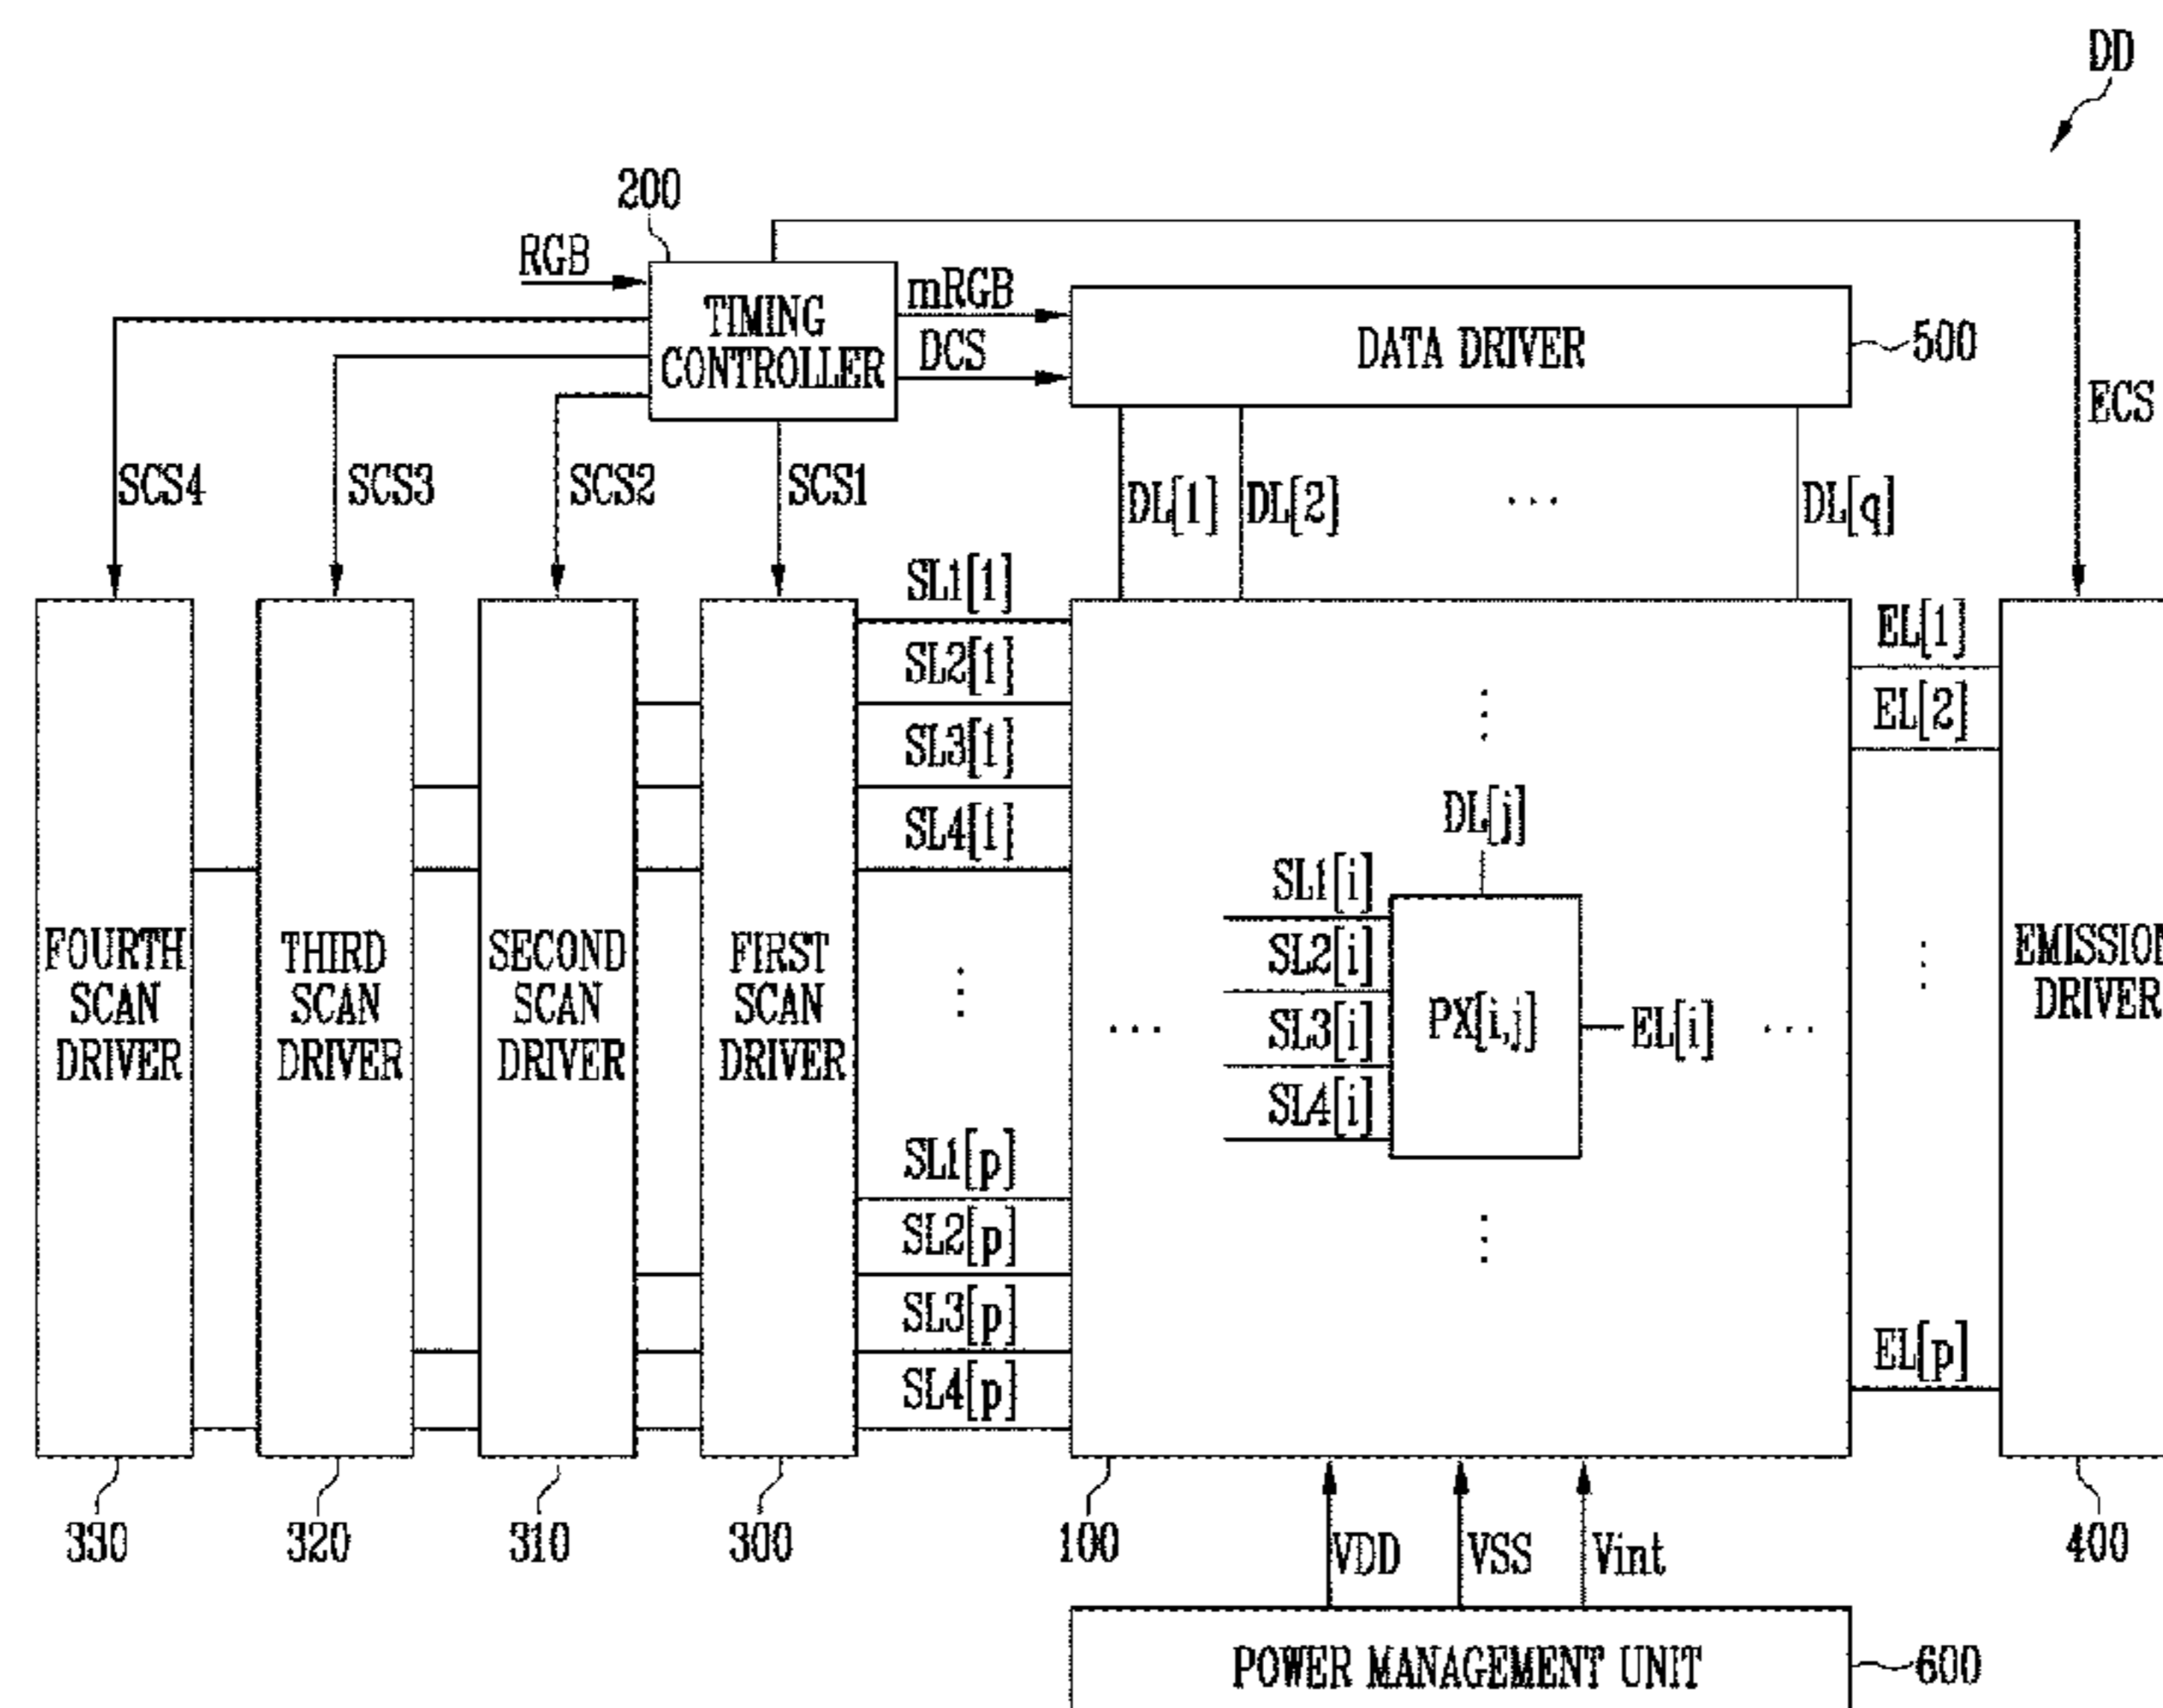 DD
200
RGB
TIMING
CONTROLLER
mRGB
DCS
DATA DRIVER
500
ECS
SCS4
SCS3
SCS2
SCS1
DL[1]
DL[2]
...
DL[q]
SL1[1]
SL2[1]
SL3[1]
SL4[1]
EL[1]
EL[2]
FOURTH
SCAN
DRIVER
THIRD
SCAN
DRIVER
SECOND
SCAN
DRIVER
FIRST
SCAN
DRIVER
DL[j]
SL1[i]
SL2[i]
SL3[i]
SL4[i]
PX[i,j]
EL[i]
EMISSION
DRIVER
SL1[p]
SL2[p]
SL3[p]
SL4[p]
EL[p]
330
320
310
300
100
VDD
VSS
Vint
400
POWER MANAGEMENT UNIT
600